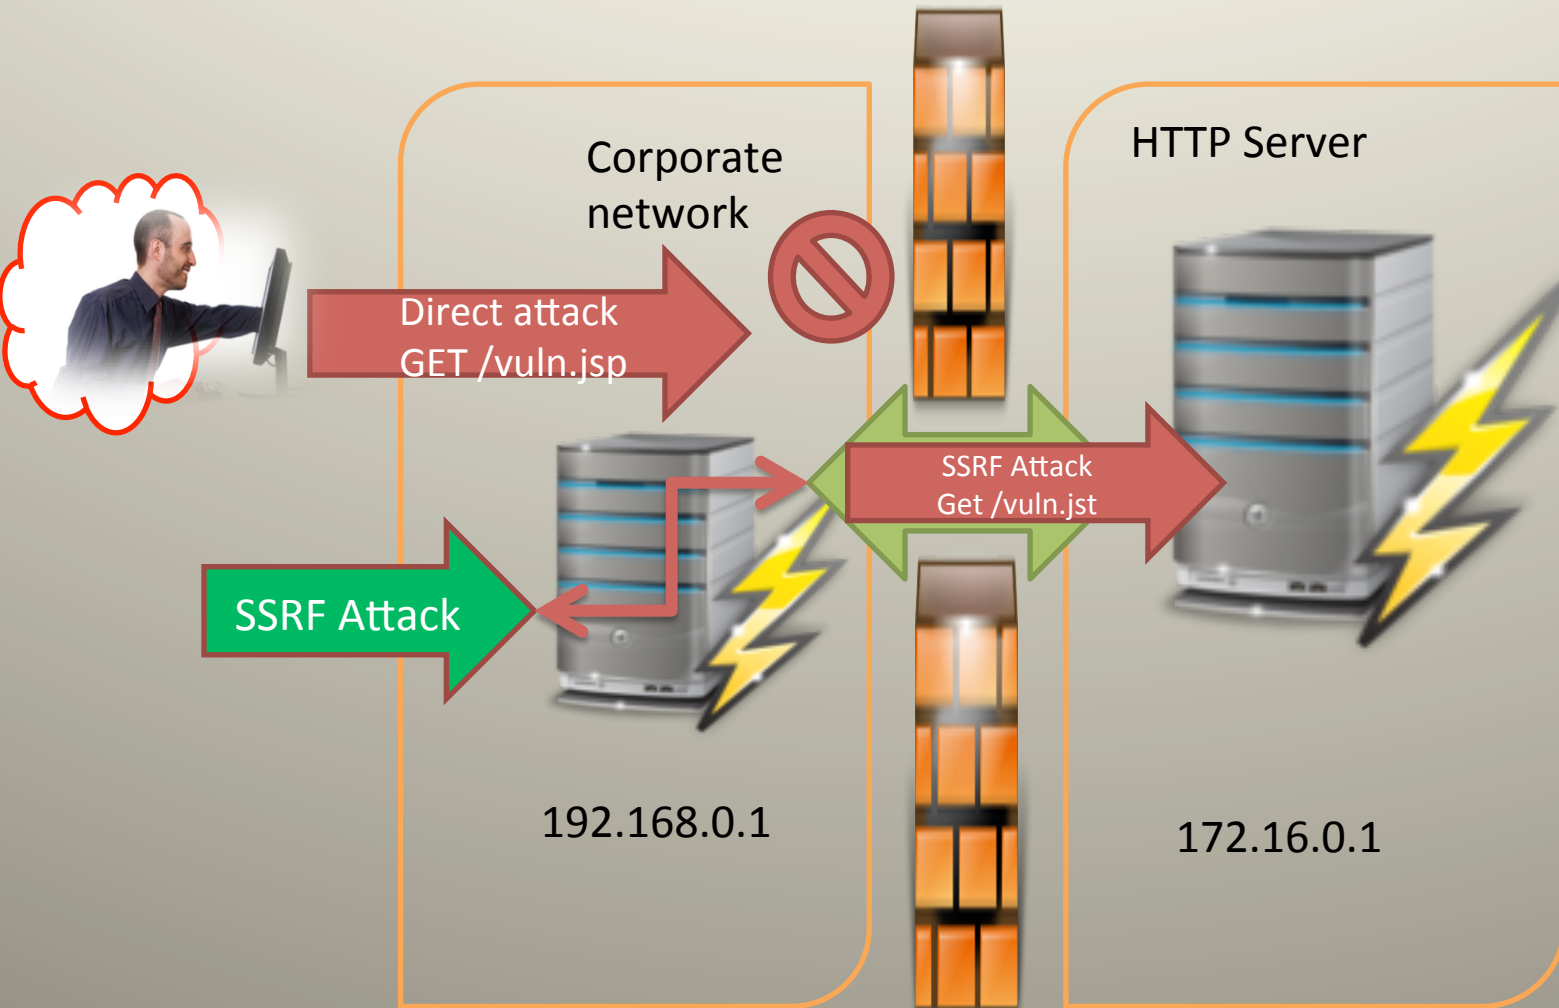 Corporate
network
HTTP Server
Direct attack
GET /vuln.jsp
SSRF Attack
Get /vuln.jst
SSRF Attack
192.168.0.1
172.16.0.1